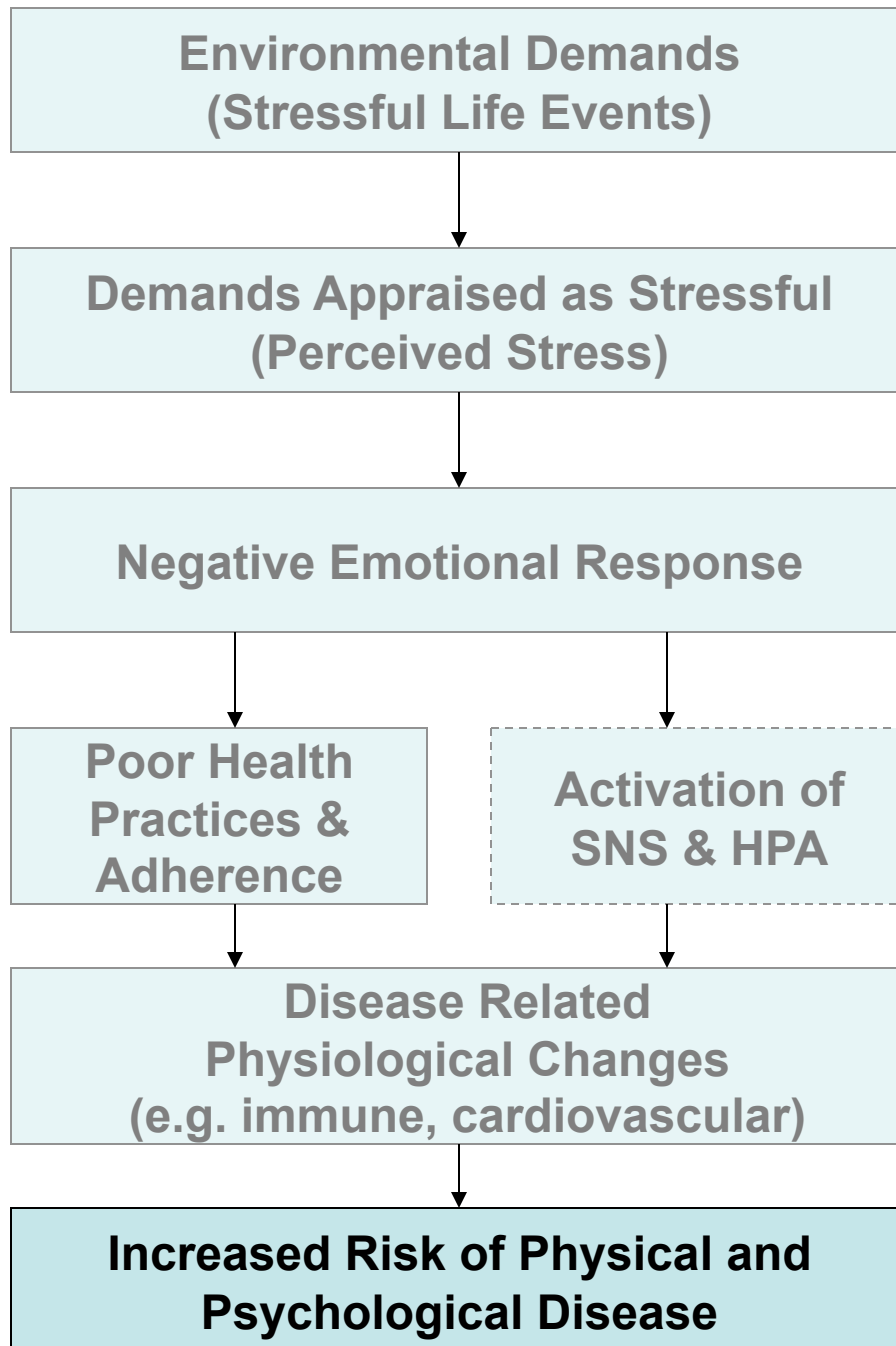 Environmental Demands
(Stressful Life Events)
Demands Appraised as Stressful
(Perceived Stress)
Negative Emotional Response
Poor Health
Practices &
Adherence
Activation of
SNS & HPA
Disease Related
Physiological Changes
(e.g. immune, cardiovascular)
Increased Risk of Physical and
Psychological Disease